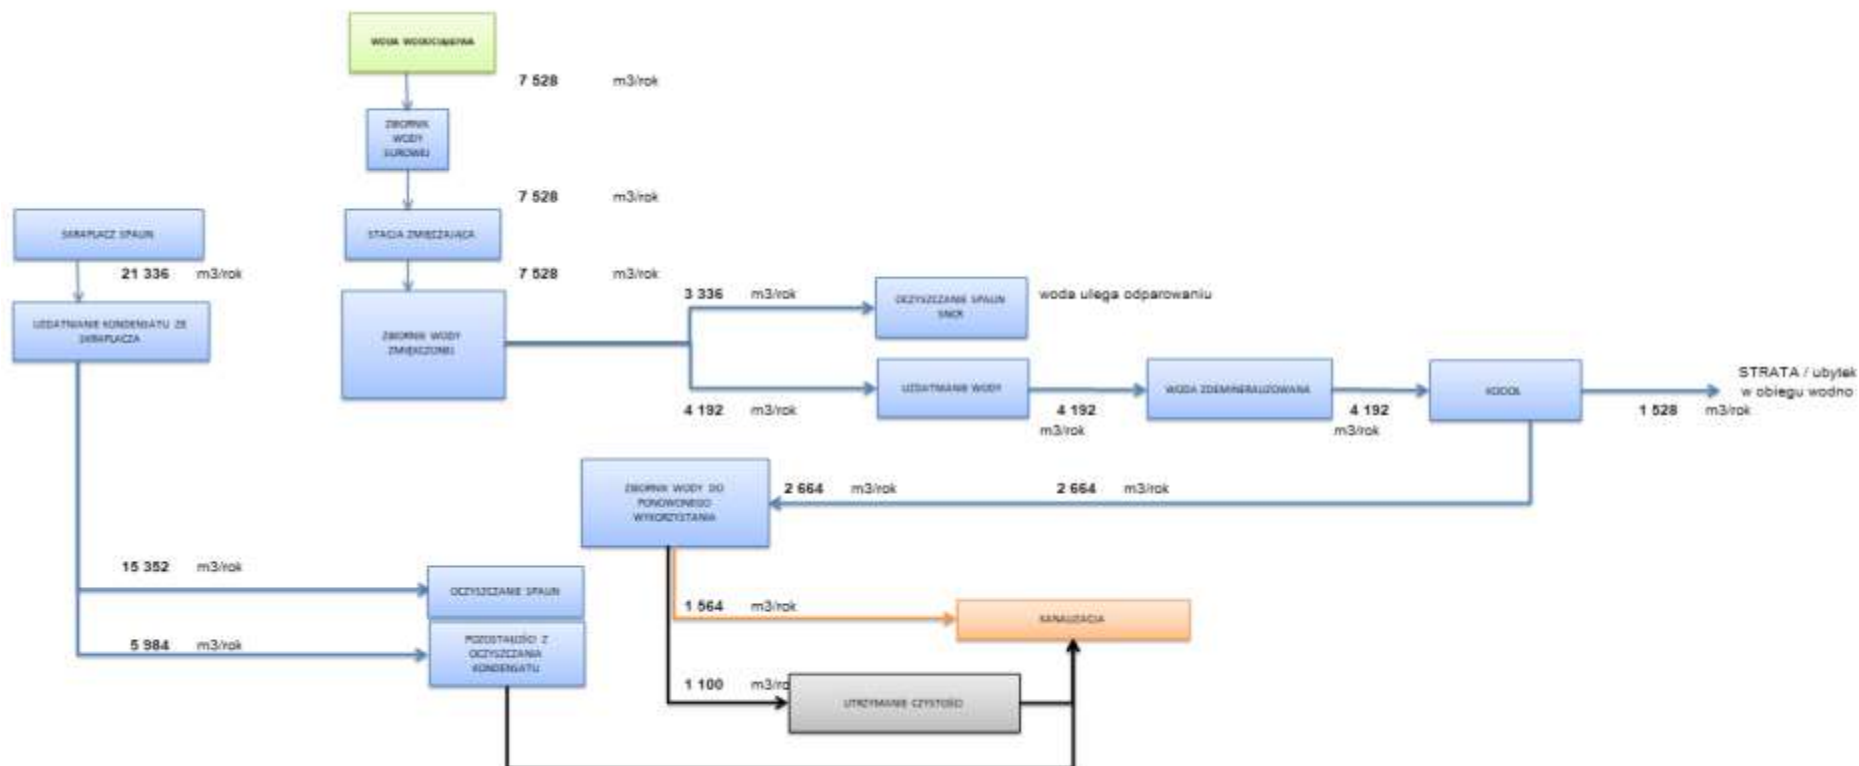 WODA WODOCIĄGOWA
7 528 m3/rok
ZBIORNIK
WODY
SUROWEJ
7 528 m3/rok
SKRAPLACZ SPALIN
STACJA ZMIĘCZAJĄCA
21 336 m3/rok
7 528 m3/rok
3 336 m3/rok
OCZYSZCZANIE SPALIN
SNCR
woda ulega odparowaniu
UZDATNIANIE KONDENSATU ZE
SKRAPLACZA
ZBIORNIK WODY
ZMIĘKCZONEJ
UZDATNIANIE WODY
WODA ZDEMINERALIZOWANA
KOCIOŁ
STRATA / ubytek
w obiegu wodno
4 192 m3/rok
4 192
m3/rok
4 192
m3/rok
1 528 m3/rok
ZBIORNIK WODY DO
PONOWONEGO
WYKORZYSTANIA
2 664 m3/rok
2 664 m3/rok
15 352 m3/rok
OCZYSZCZANIE SPALIN
1 564 m3/rok
KANALIZACJA
5 984 m3/rok
POZOSTAŁOŚCI Z
OCZYSZCZANIA
KONDENSATU
1 100 m3/ro
UTRZYMANIE CZYSTOŚCI